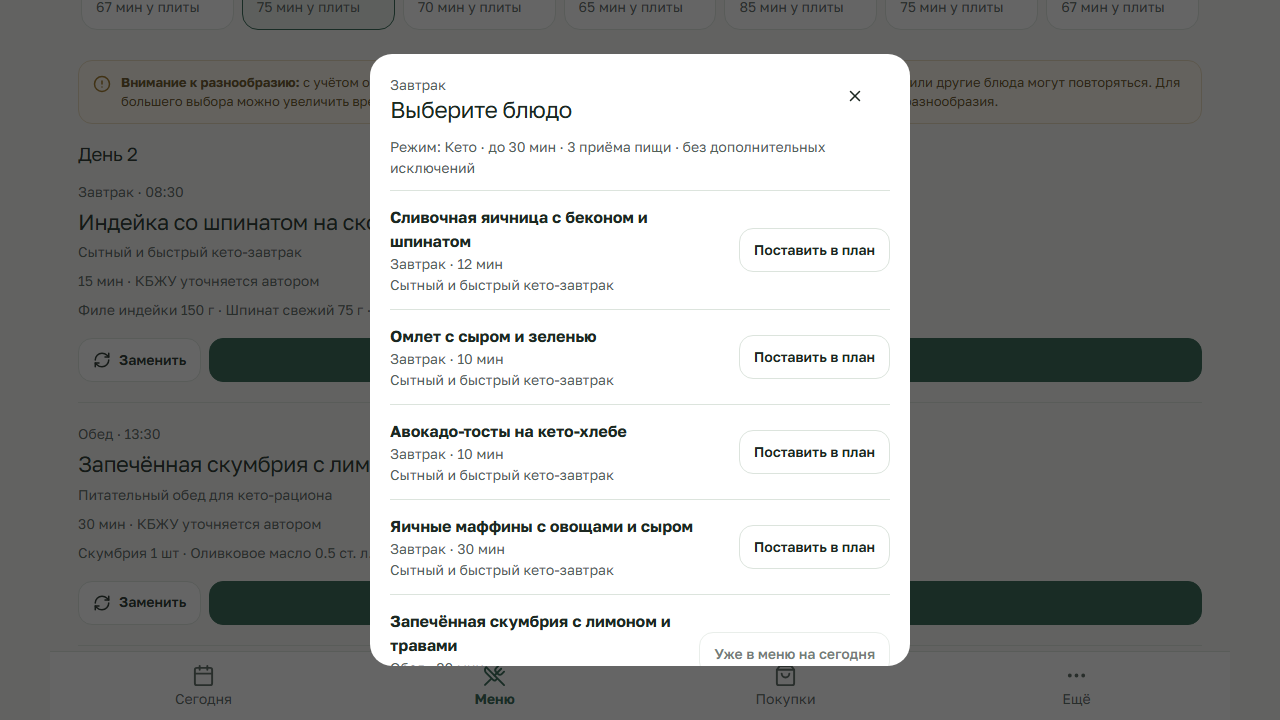 67 мин у плиты
75 мин у плиты
70 мин у плиты
65 мин у плиты
85 мин у плиты
75 мин у плиты
67 мин у плиты
Внимание к разнообразию: с учётом о
или другие блюда могут повторяться. Для
большего выбора можно увеличить вре
разнообразия.
День 2
Завтрак · 08:30
Индейка со шпинатом на ско
Сытный и быстрый кето-завтрак
15 мин · КБЖУ уточняется автором
Филе индейки 150 г · Шпинат свежий 75 г ·
Заменить
Обед · 13:30
Запечённая скумбрия с лим
Питательный обед для кето-рациона
30 мин · КБЖУ уточняется автором
Скумбрия 1 шт · Оливковое масло 0.5 ст. л
Заменить
Завтрак
Выберите блюдо
Режим: Кето · до 30 мин · 3 приёма пищи · без дополнительных
исключений
Сливочная яичница с беконом и
шпинатом
Завтрак · 12 мин
Сытный и быстрый кето-завтрак
Поставить в план
Омлет с сыром и зеленью
Завтрак · 10 мин
Сытный и быстрый кето-завтрак
Поставить в план
Авокадо-тосты на кето-хлебе
Завтрак · 10 мин
Сытный и быстрый кето-завтрак
Поставить в план
Яичные маффины с овощами и сыром
Завтрак · 30 мин
Сытный и быстрый кето-завтрак
Поставить в план
Запечённая скумбрия с лимоном и
травами
Уже в меню на сегодня
Сегодня
Меню
Покупки
Ещё